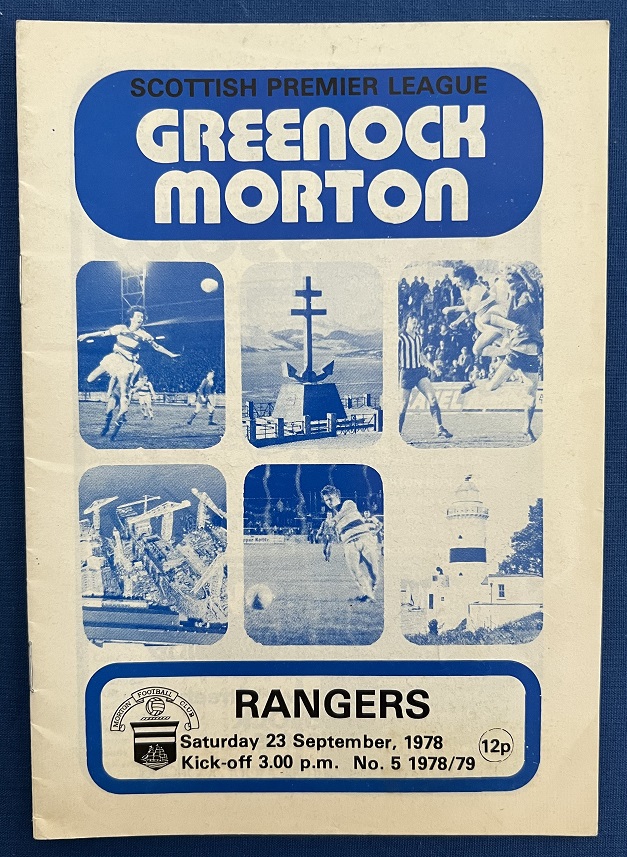 SCOTTISH PREMIER LEAGUE
GREENOCK
MORTON
MORTON FOOTBALL CLUB
RANGERS
Saturday 23 September, 1978
Kick-off 3.00 p.m. No. 5 1978/79
12p